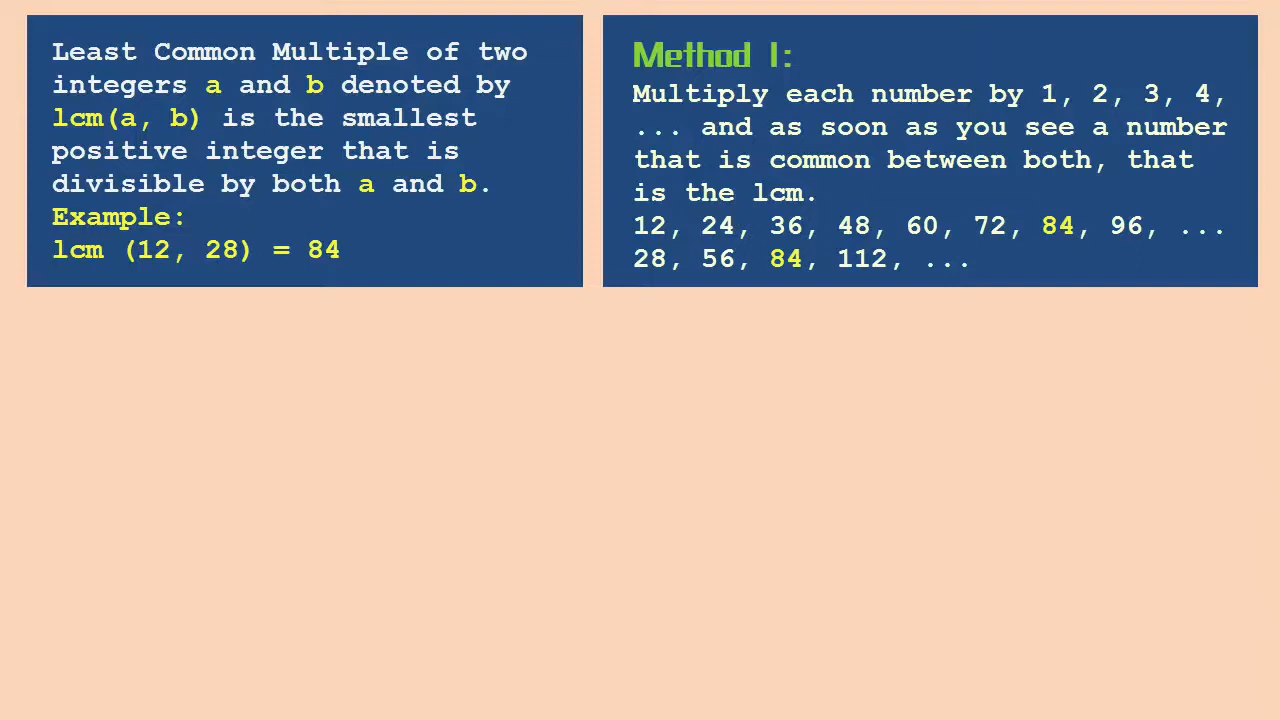 Least Common Multiple of two
integers a and b denoted by
lcm(a, b) is the smallest
positive integer that is
divisible by both a and b.
Example:
lcm (12, 28) = 84
Method 1:
Multiply each number by 1, 2, 3, 4,
... and as soon as you see a number
that is common between both, that
is the lcm.
12, 24, 36, 48, 60, 72, 84, 96, ...
28, 56, 84, 112, ...